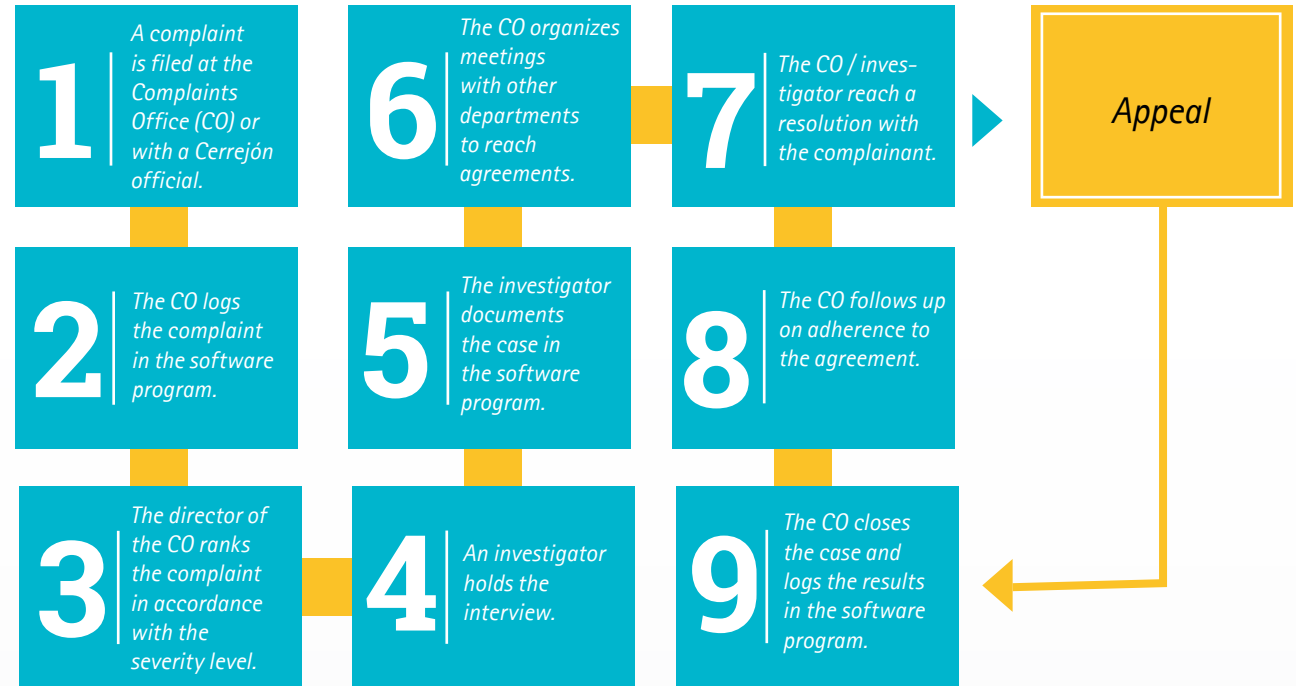 1
A complaint
is filed at the
Complaints
Office (CO) or
with a Cerrejón
official.
2
The CO logs
the complaint
in the software
program.
3
The director of
the CO ranks
the complaint
in accordance
with the
severity level.
4
An investigator
holds the
interview.
5
The investigator
documents
the case in
the software
program.
6
The CO organizes
meetings
with other
departments
to reach
agreements.
7
The CO / inves-
tigator reach a
resolution with
the complainant.
8
The CO follows up
on adherence to
the agreement.
9
The CO closes
the case and
logs the results
in the software
program.
Appeal